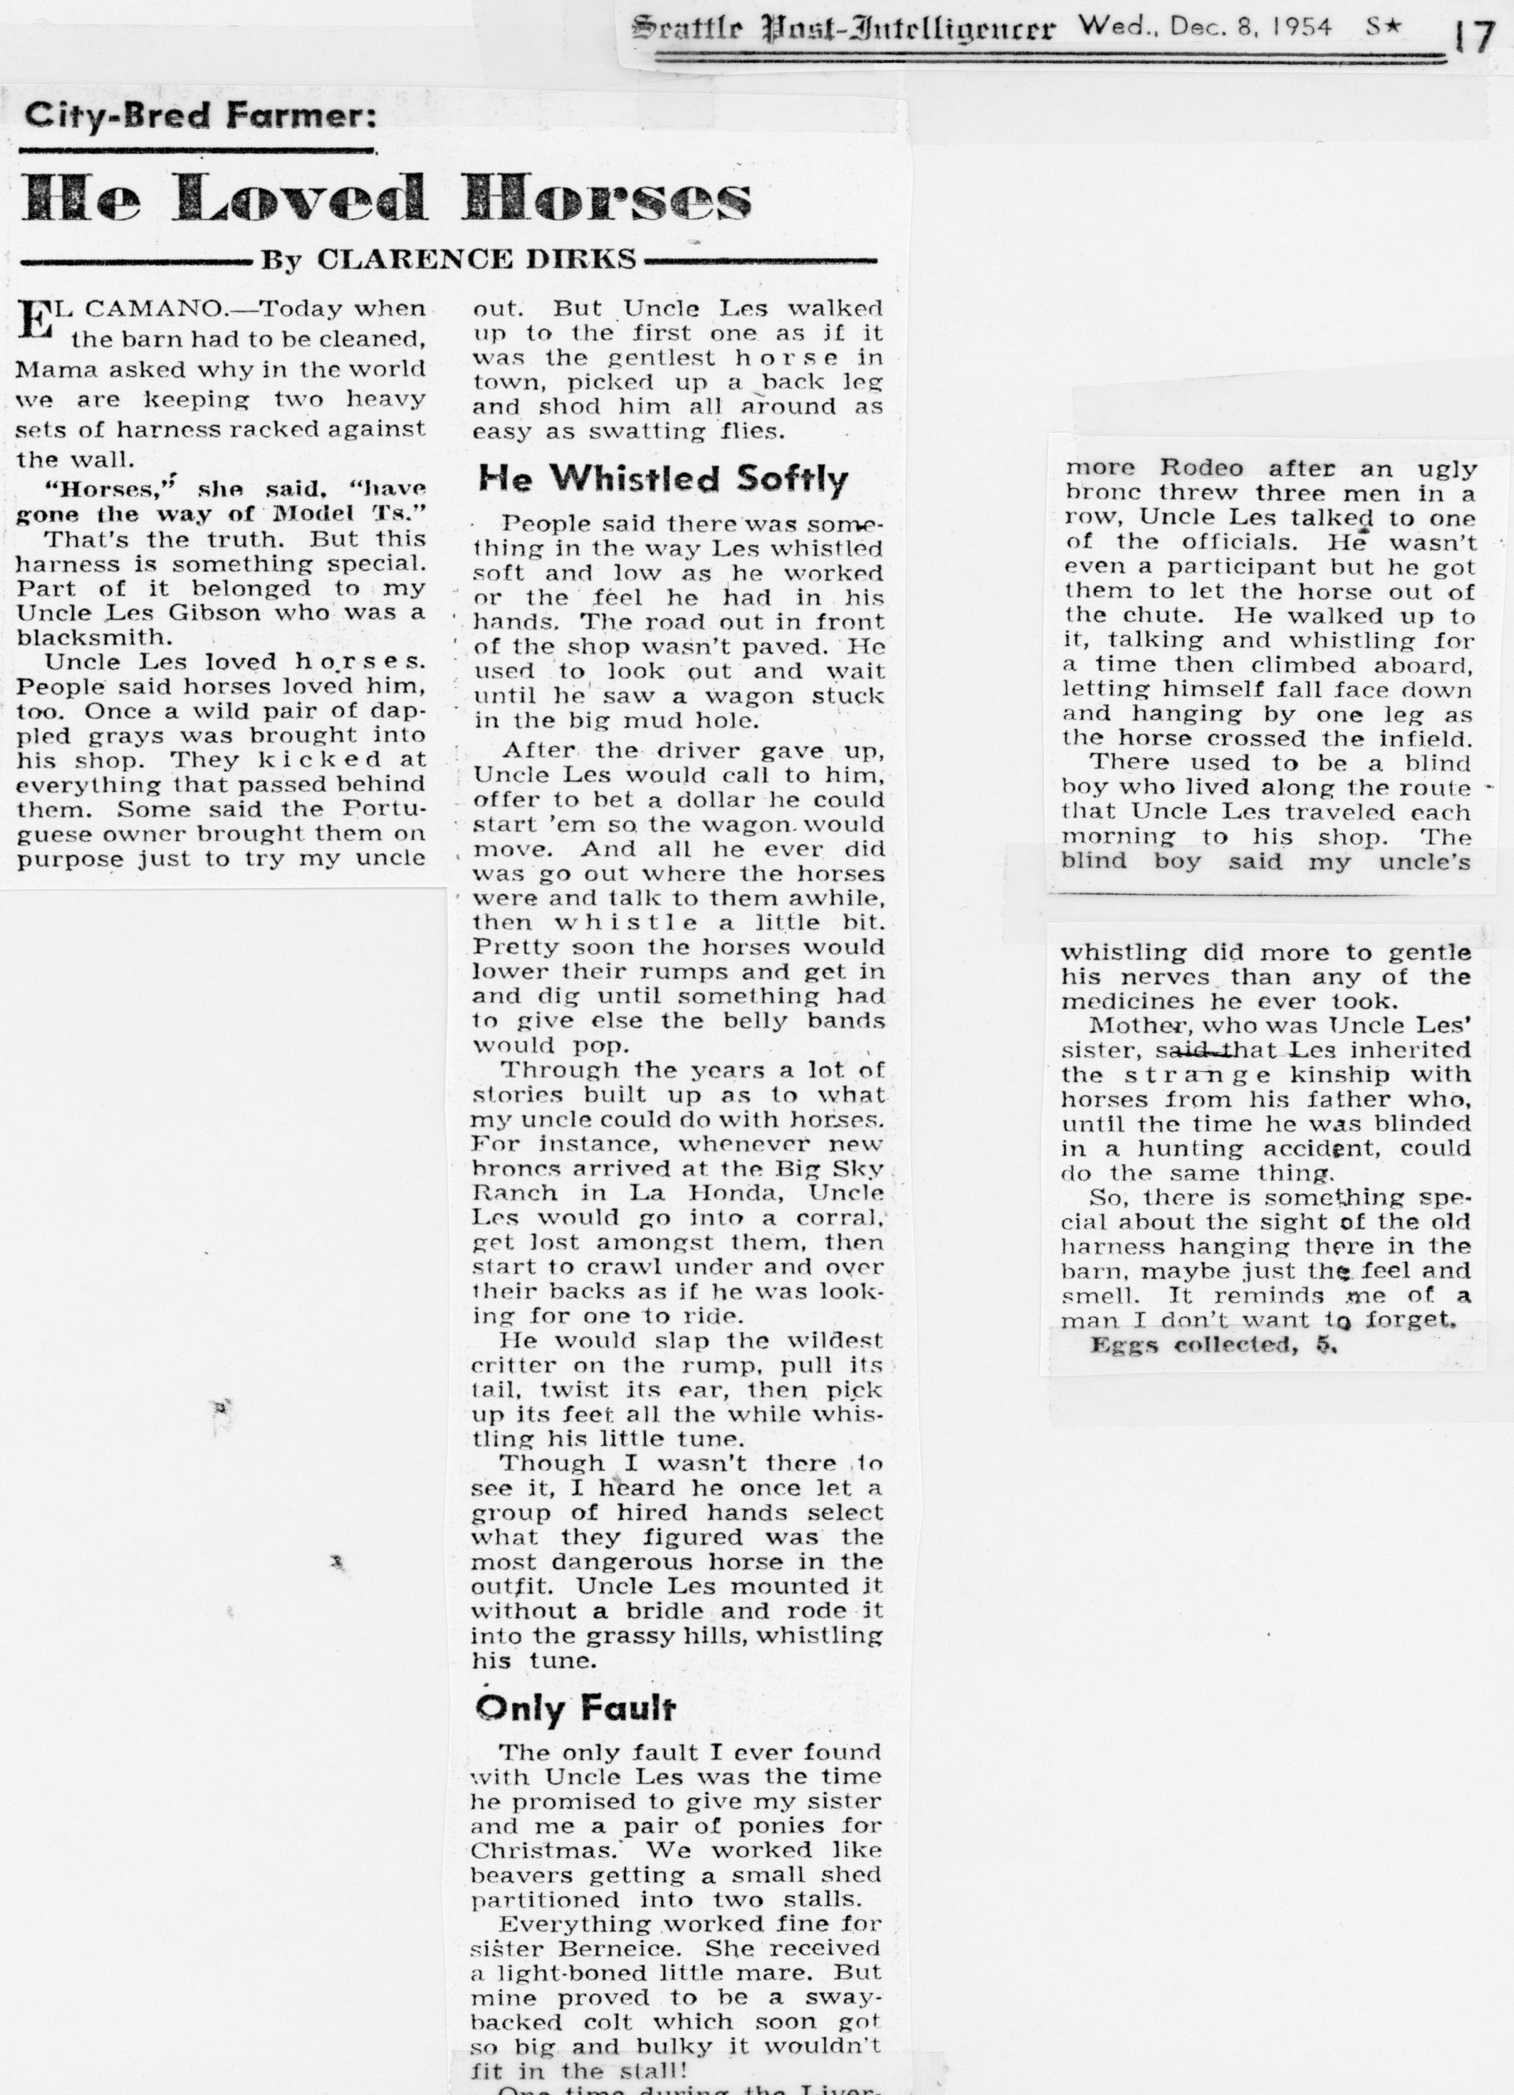 Seattle Post-Intelligencer Wed., Dec. 8, 1954 S★ 17
City-Bred Farmer:
He Loved Horses
By CLARENCE DIRKS
EL CAMANO.—Today when
the barn had to be cleaned,
Mama asked why in the world
we are keeping two heavy
sets of harness racked against
the wall.
“Horses,” she said, “have
gone the way of Model Ts.”
That's the truth. But this
harness is something special.
Part of it belonged to my
Uncle Les Gibson who was a
blacksmith.
Uncle Les loved horses.
People said horses loved him,
too. Once a wild pair of dap-
pled grays was brought into
his shop. They kicked at
everything that passed behind
them. Some said the Portu-
guese owner brought them on
purpose just to try my uncle
out. But Uncle Les walked
up to the first one as if it
was the gentlest horse in
town, picked up a back leg
and shod him all around as
easy as swatting flies.
He Whistled Softly
People said there was some-
thing in the way Les whistled
soft and low as he worked
or the feel he had in his
hands. The road out in front
of the shop wasn't paved. He
used to look out and wait
until he saw a wagon stuck
in the big mud hole.
After the driver gave up,
Uncle Les would call to him,
offer to bet a dollar he could
start 'em so the wagon would
move. And all he ever did
was go out where the horses
were and talk to them awhile,
then whistle a little bit.
Pretty soon the horses would
lower their rumps and get in
and dig until something had
to give else the belly bands
would pop.
Through the years a lot of
stories built up as to what
my uncle could do with horses.
For instance, whenever new
broncs arrived at the Big Sky
Ranch in La Honda, Uncle
Les would go into a corral,
get lost amongst them, then
start to crawl under and over
their backs as if he was look-
ing for one to ride.
He would slap the wildest
critter on the rump, pull its
tail, twist its ear, then pick
up its feet all the while whis-
tling his little tune.
Though I wasn't there to
see it, I heard he once let a
group of hired hands select
what they figured was the
most dangerous horse in the
outfit. Uncle Les mounted it
without a bridle and rode it
into the grassy hills, whistling
his tune.
Only Fault
The only fault I ever found
with Uncle Les was the time
he promised to give my sister
and me a pair of ponies for
Christmas. We worked like
beavers getting a small shed
partitioned into two stalls.
Everything worked fine for
sister Berneice. She received
a light-boned little mare. But
mine proved to be a sway-
backed colt which soon got
so big and bulky it wouldn't
fit in the stall!
One time during the Liver-
more Rodeo after an ugly
bronc threw three men in a
row, Uncle Les talked to one
of the officials. He wasn't
even a participant but he got
them to let the horse out of
the chute. He walked up to
it, talking and whistling for
a time then climbed aboard,
letting himself fall face down
and hanging by one leg as
the horse crossed the infield.
There used to be a blind
boy who lived along the route
that Uncle Les traveled each
morning to his shop. The
blind boy said my uncle's
whistling did more to gentle
his nerves than any of the
medicines he ever took.
Mother, who was Uncle Les'
sister, said that Les inherited
the strange kinship with
horses from his father who,
until the time he was blinded
in a hunting accident, could
do the same thing.
So, there is something spe-
cial about the sight of the old
harness hanging there in the
barn, maybe just the feel and
smell. It reminds me of a
man I don't want to forget.
Eggs collected, 5.